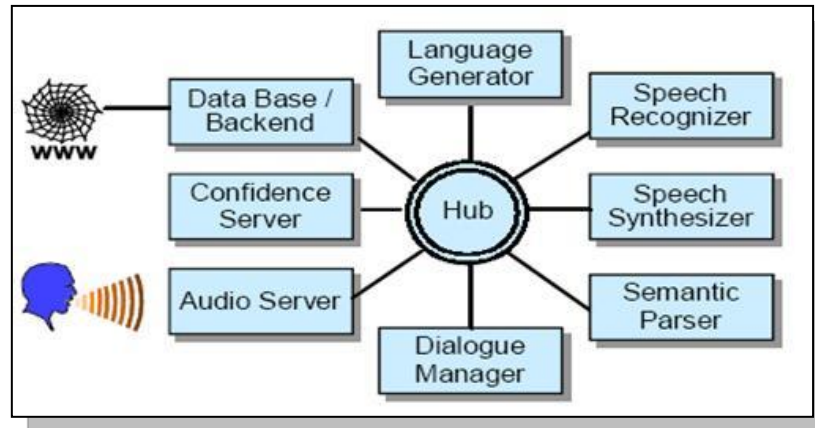 Language
Generator
Data Base /
Backend
Speech
Recognizer
www
Confidence
Server
Hub
Speech
Synthesizer
Audio Server
Semantic
Parser
Dialogue
Manager